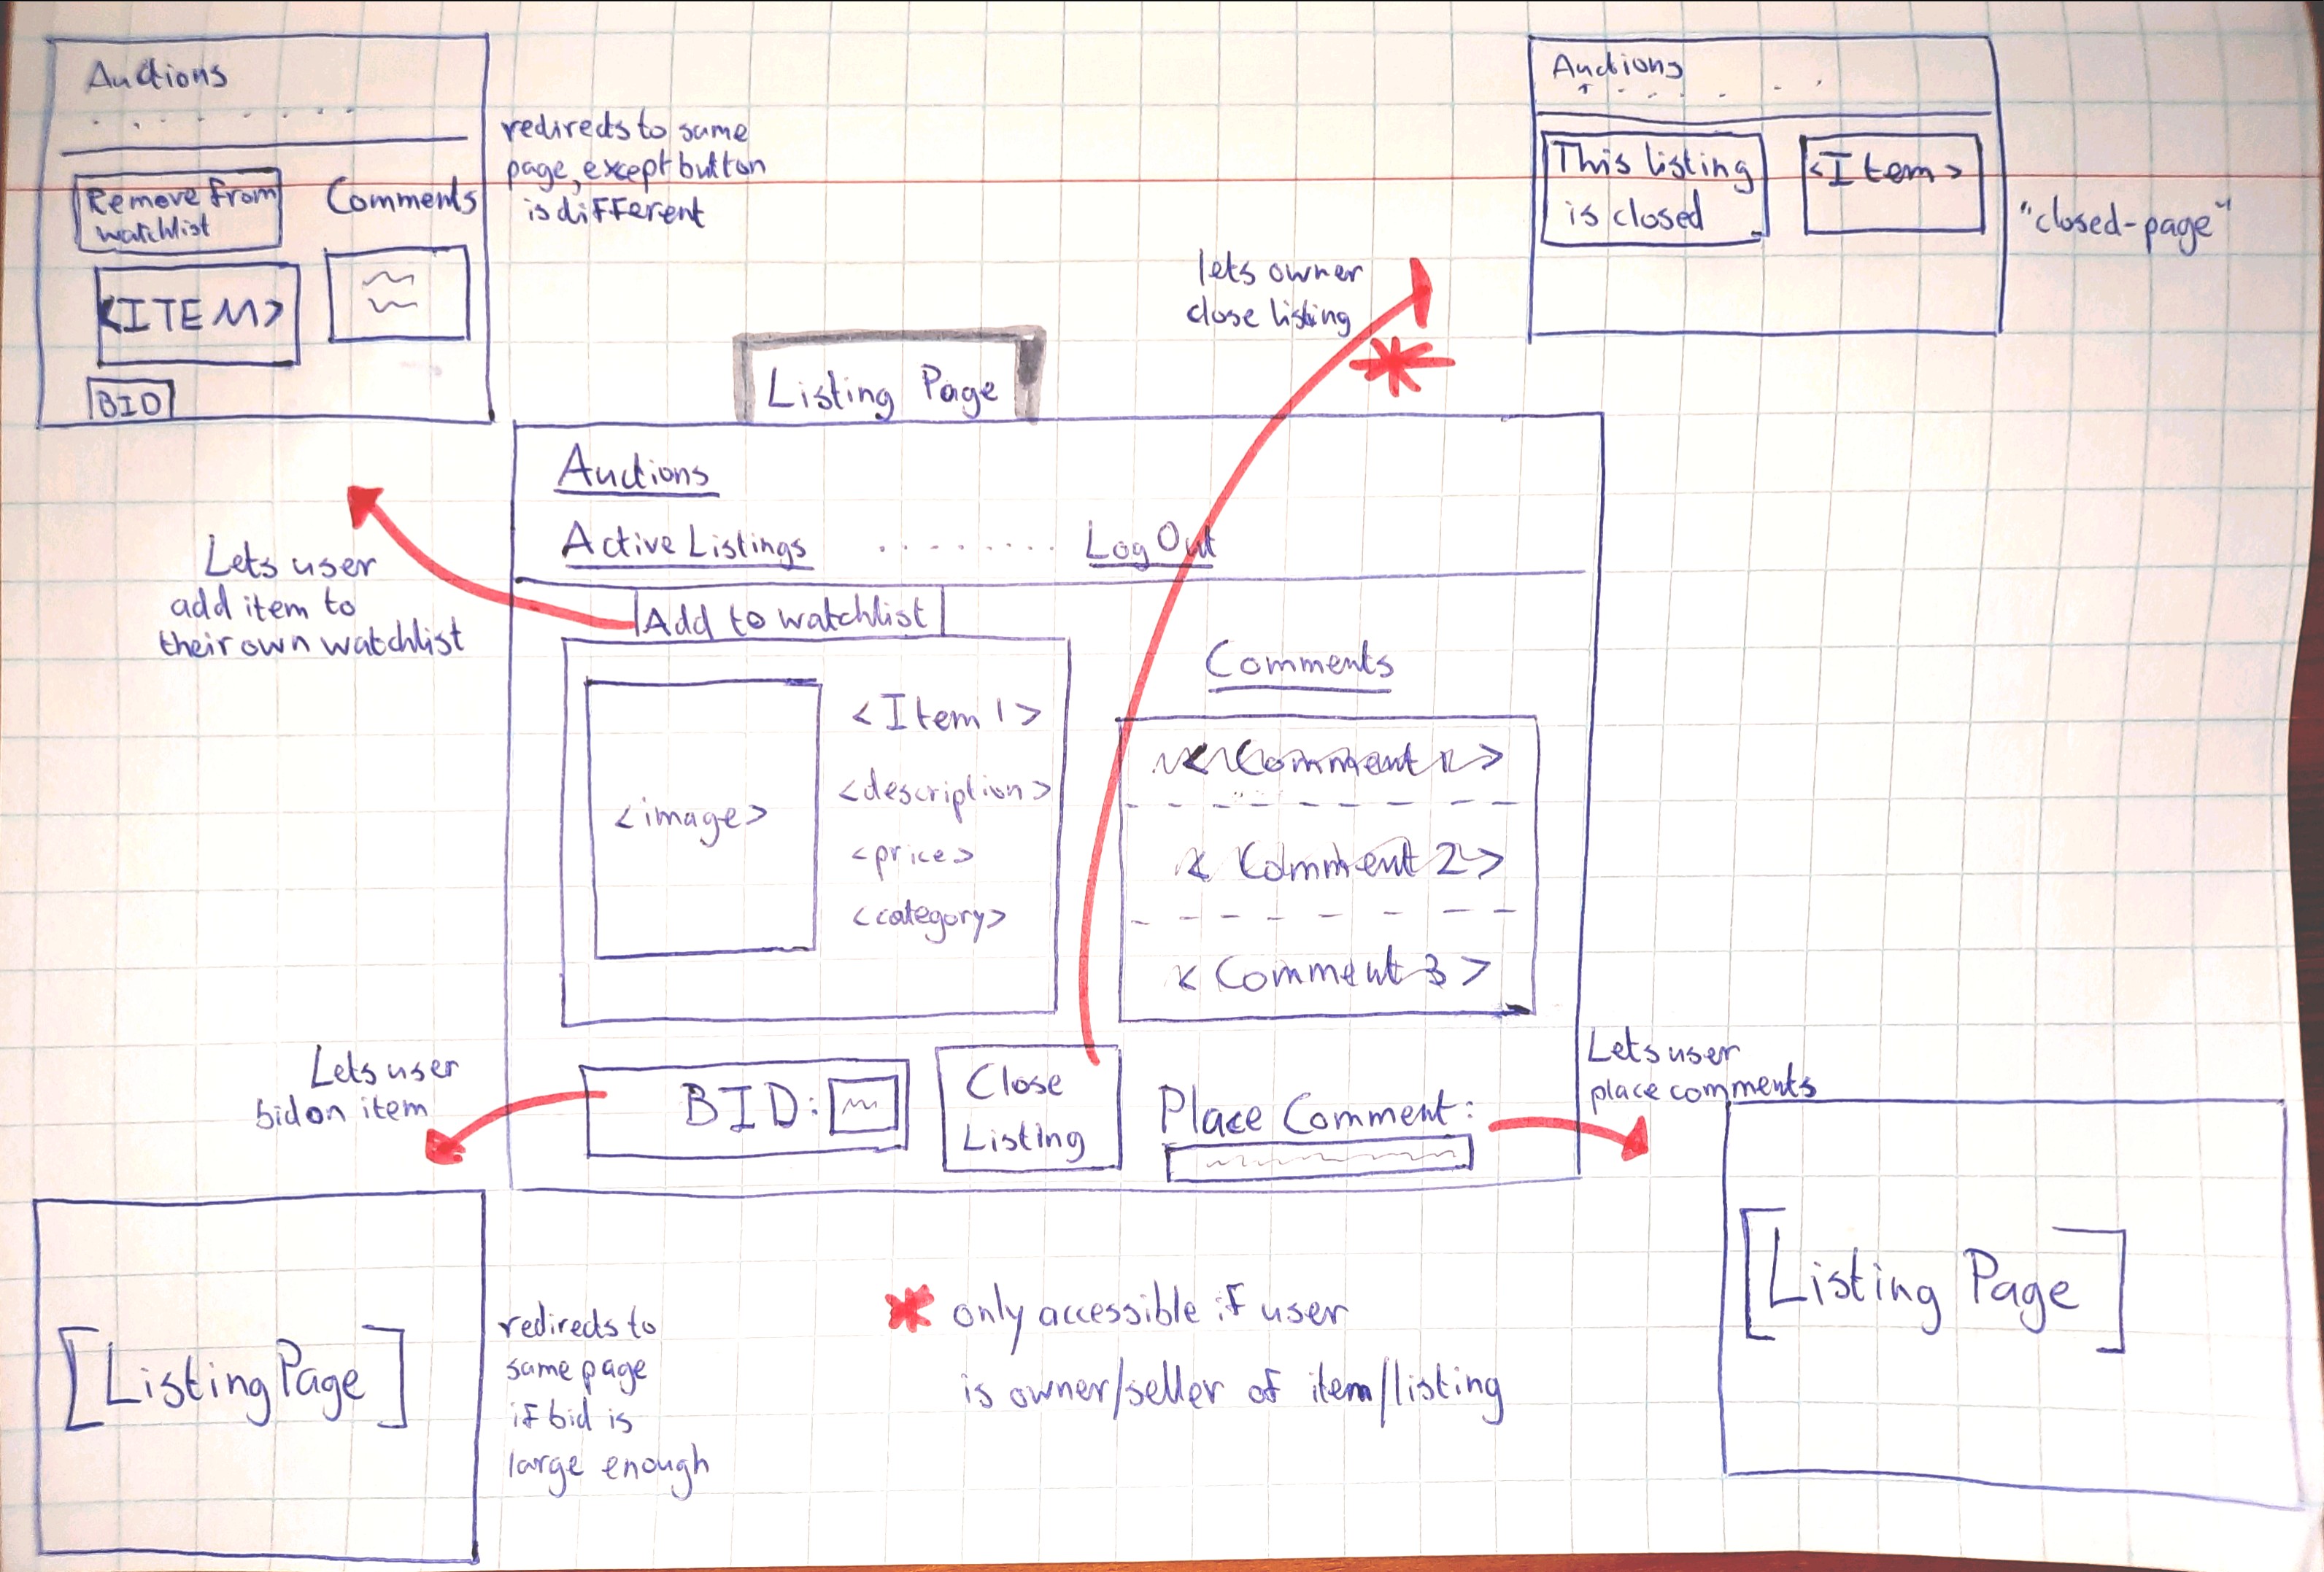 Auctions
Remove from
watchlist
Comments
<ITEM>
BID
redirects to same
page, except button
is different
Auctions
This listing
is closed
<Item>
"closed-page"
lets owner
close listing
*
Listing Page
Auctions
Active Listings ........ Log Out
Lets user
add item to
their own watchlist
Add to watchlist
<image>
<Item 1>
<description>
<price>
<category>
Comments
<Comment 1>
<Comment 2>
<Comment 3>
Lets user
bid on item
BID:
Close
Listing
Place Comment:
Lets user
place comments
[Listing Page]
redirects to
same page
if bid is
large enough
* only accessible if user
is owner/seller of item/listing
[Listing Page]